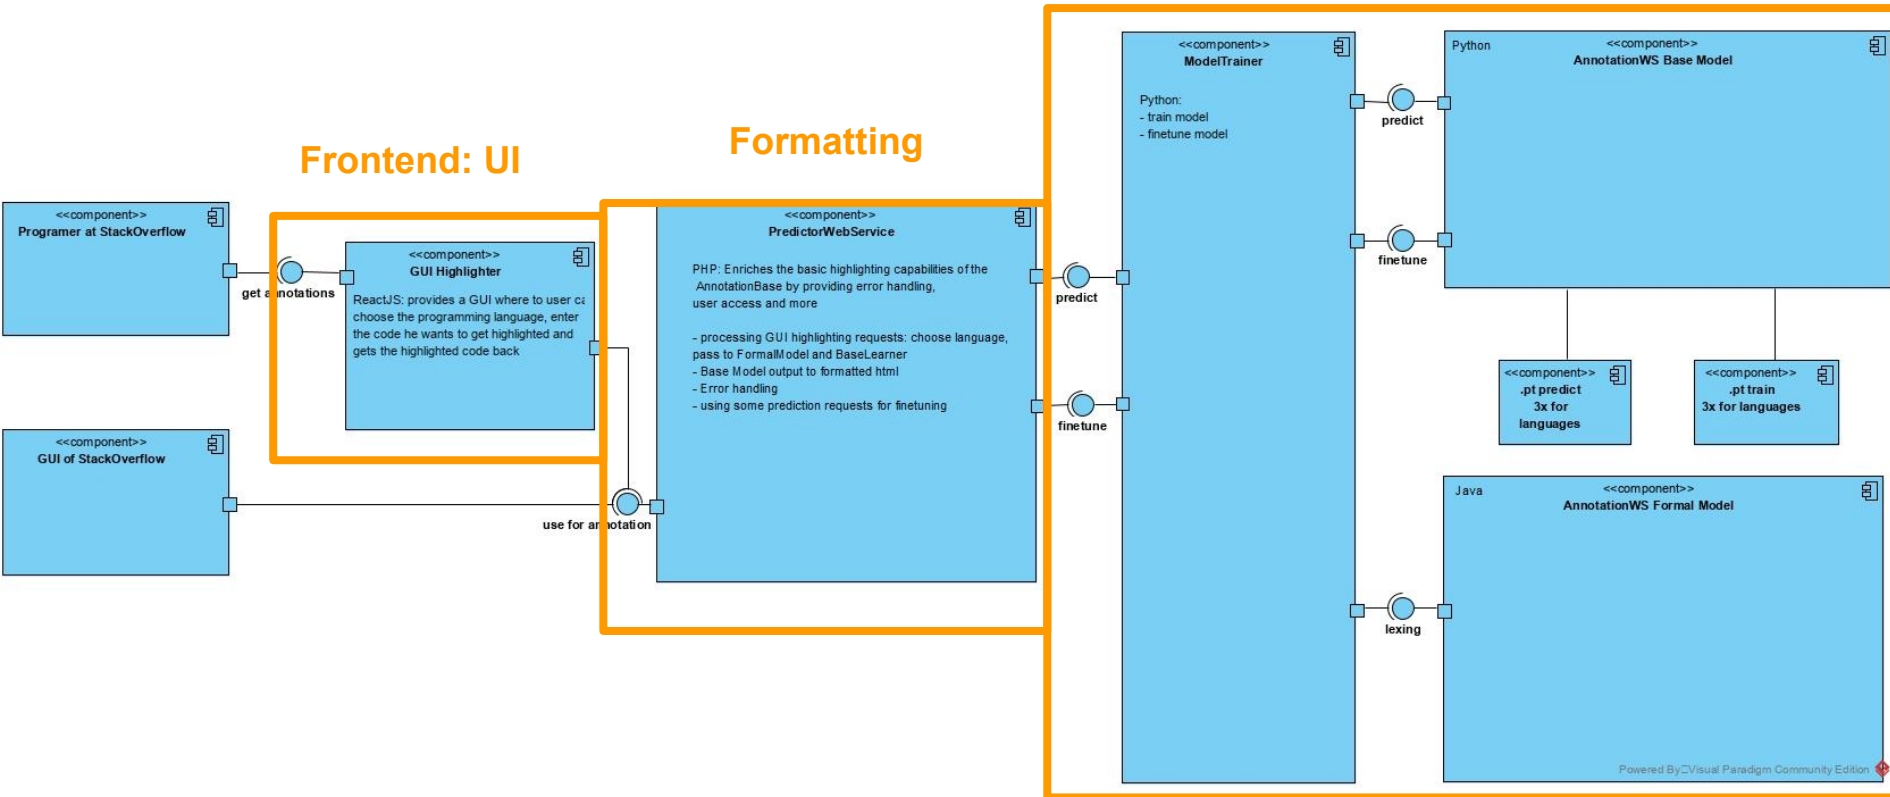 Frontend: UI
Formatting
<<component>>
Programer at StackOverflow
get annotations
<<component>>
GUI Highlighter
ReactJS: provides a GUI where to user ca
choose the programming language, enter
the code he wants to get highlighted and
gets the highlighted code back
<<component>>
GUI of StackOverflow
use for annotation
<<component>>
PredictorWebService
PHP: Enriches the basic highlighting capabilities of the
AnnotationBase by providing error handling,
user access and more
- processing GUI highlighting requests: choose language,
pass to FormalModel and BaseLearner
- Base Model output to formatted html
- Error handling
- using some prediction requests for finetuning
predict
finetune
<<component>>
ModelTrainer
Python:
- train model
- finetune model
predict
finetune
lexing
Python
<<component>>
AnnotationWS Base Model
<<component>>
.pt predict
3x for
languages
<<component>>
.pt train
3x for languages
Java
<<component>>
AnnotationWS Formal Model
Powered By□Visual Paradigm Community Edition